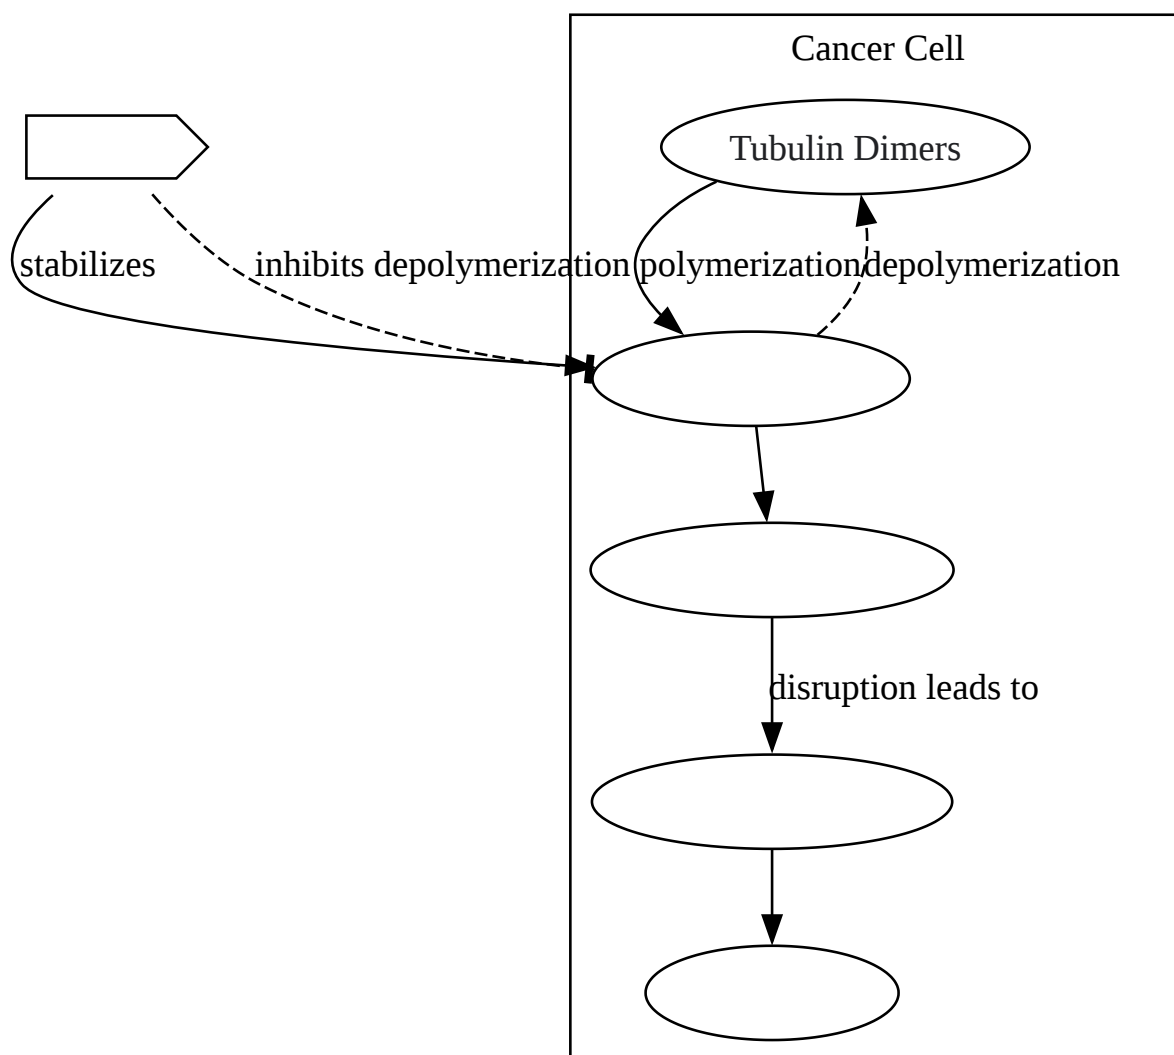 Cancer Cell
Tubulin Dimers
stabilizes
inhibits depolymerization
polymerization
depolymerization
disruption leads to